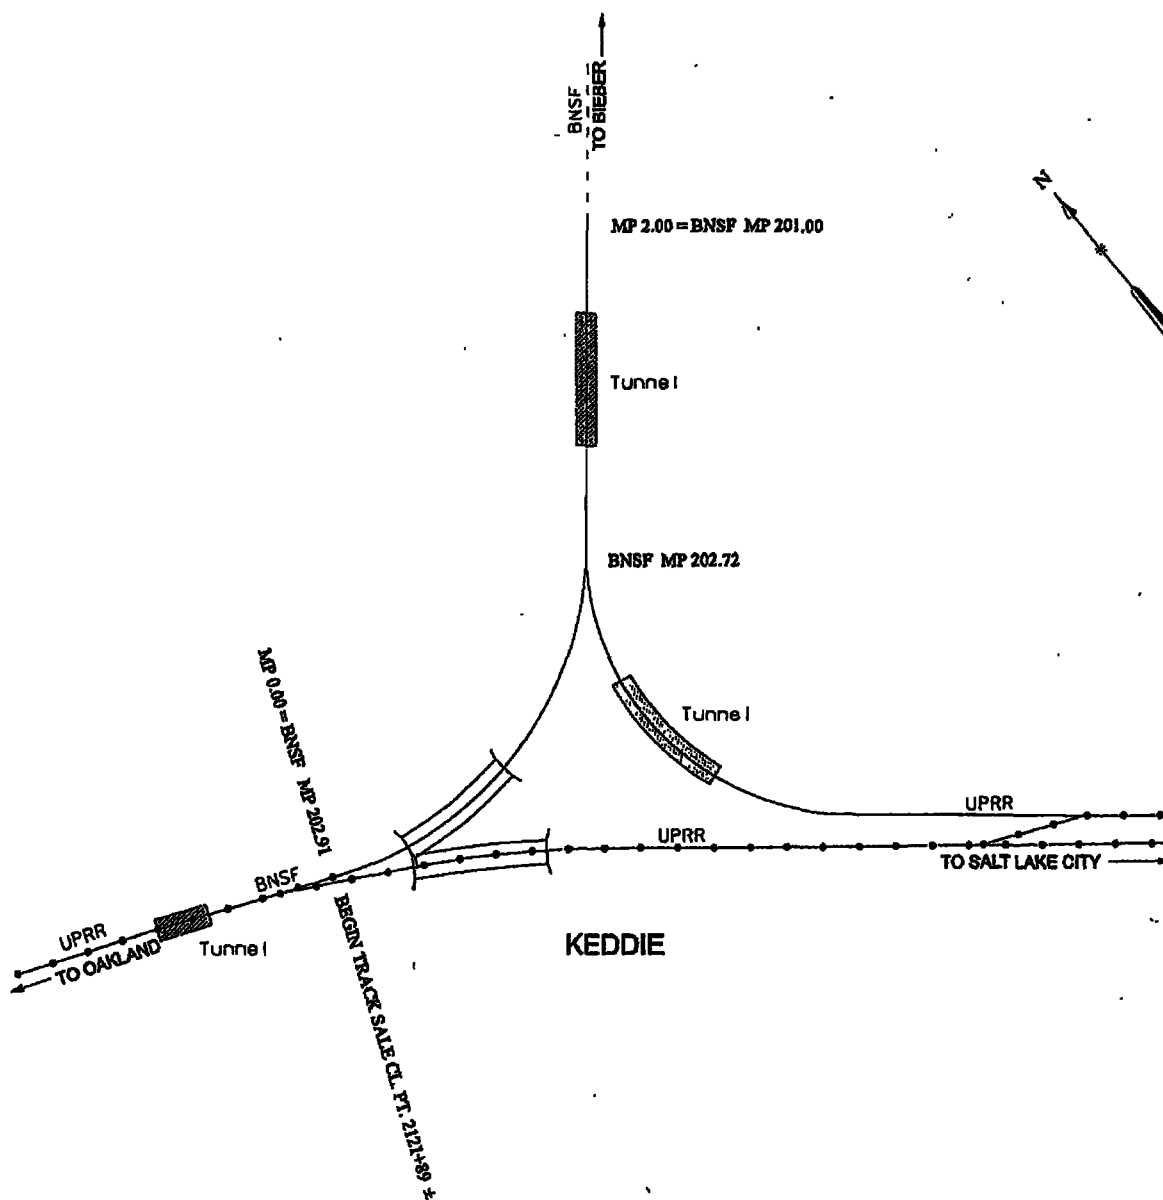 BNSF
TO BIEBER
N
MP 2.00 = BNSF MP 201.00
Tunnel
BNSF MP 202.72
MP 0.00 = BNSF MP 202.91
Tunnel
UPRR
UPRR
TO SALT LAKE CITY
BNSF
UPRR
TO OAKLAND
Tunnel
KEDDIE
BEGIN TRACK SALE CL. PT. 2121+89 ±